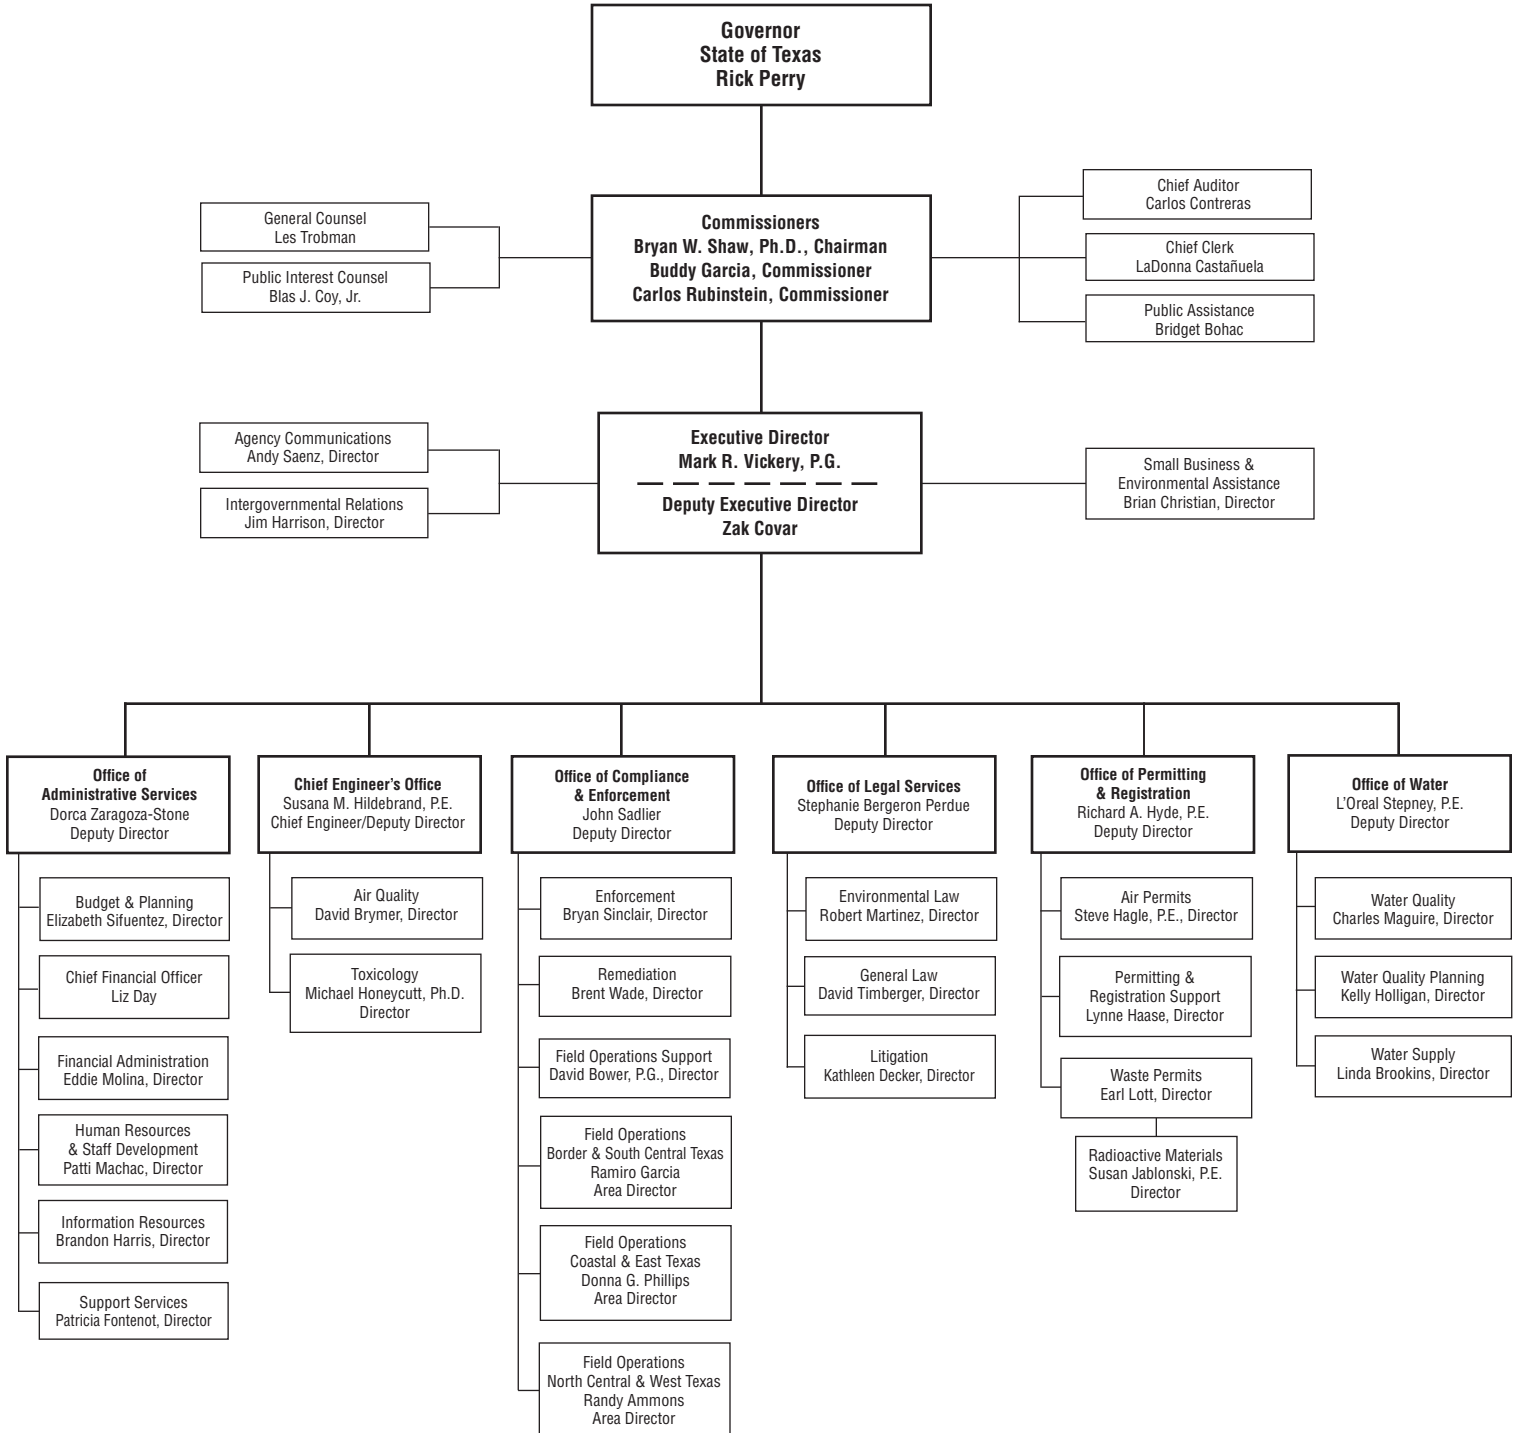 Governor
State of Texas
Rick Perry
General Counsel
Les Trobman
Public Interest Counsel
Blas J. Coy, Jr.
Commissioners
Bryan W. Shaw, Ph.D., Chairman
Buddy Garcia, Commissioner
Carlos Rubinstein, Commissioner
Chief Auditor
Carlos Contreras
Chief Clerk
LaDonna Castañuela
Public Assistance
Bridget Bohac
Agency Communications
Andy Saenz, Director
Intergovernmental Relations
Jim Harrison, Director
Executive Director
Mark R. Vickery, P.G.
Deputy Executive Director
Zak Covar
Small Business &
Environmental Assistance
Brian Christian, Director
Office of
Administrative Services
Dorca Zaragoza-Stone
Deputy Director
Budget & Planning
Elizabeth Sifuentez, Director
Chief Financial Officer
Liz Day
Financial Administration
Eddie Molina, Director
Human Resources
& Staff Development
Patti Machac, Director
Information Resources
Brandon Harris, Director
Support Services
Patricia Fontenot, Director
Chief Engineer's Office
Susana M. Hildebrand, P.E.
Chief Engineer/Deputy Director
Air Quality
David Brymer, Director
Toxicology
Michael Honeycutt, Ph.D.
Director
Office of Compliance
& Enforcement
John Sadlier
Deputy Director
Enforcement
Bryan Sinclair, Director
Remediation
Brent Wade, Director
Field Operations Support
David Bower, P.G., Director
Field Operations
Border & South Central Texas
Ramiro Garcia
Area Director
Field Operations
Coastal & East Texas
Donna G. Phillips
Area Director
Field Operations
North Central & West Texas
Randy Ammons
Area Director
Office of Legal Services
Stephanie Bergeron Perdue
Deputy Director
Environmental Law
Robert Martinez, Director
General Law
David Timberger, Director
Litigation
Kathleen Decker, Director
Office of Permitting
& Registration
Richard A. Hyde, P.E.
Deputy Director
Air Permits
Steve Hagle, P.E., Director
Permitting &
Registration Support
Lynne Haase, Director
Waste Permits
Earl Lott, Director
Radioactive Materials
Susan Jablonski, P.E.
Director
Office of Water
L'Oreal Stepney, P.E.
Deputy Director
Water Quality
Charles Maguire, Director
Water Quality Planning
Kelly Holligan, Director
Water Supply
Linda Brookins, Director